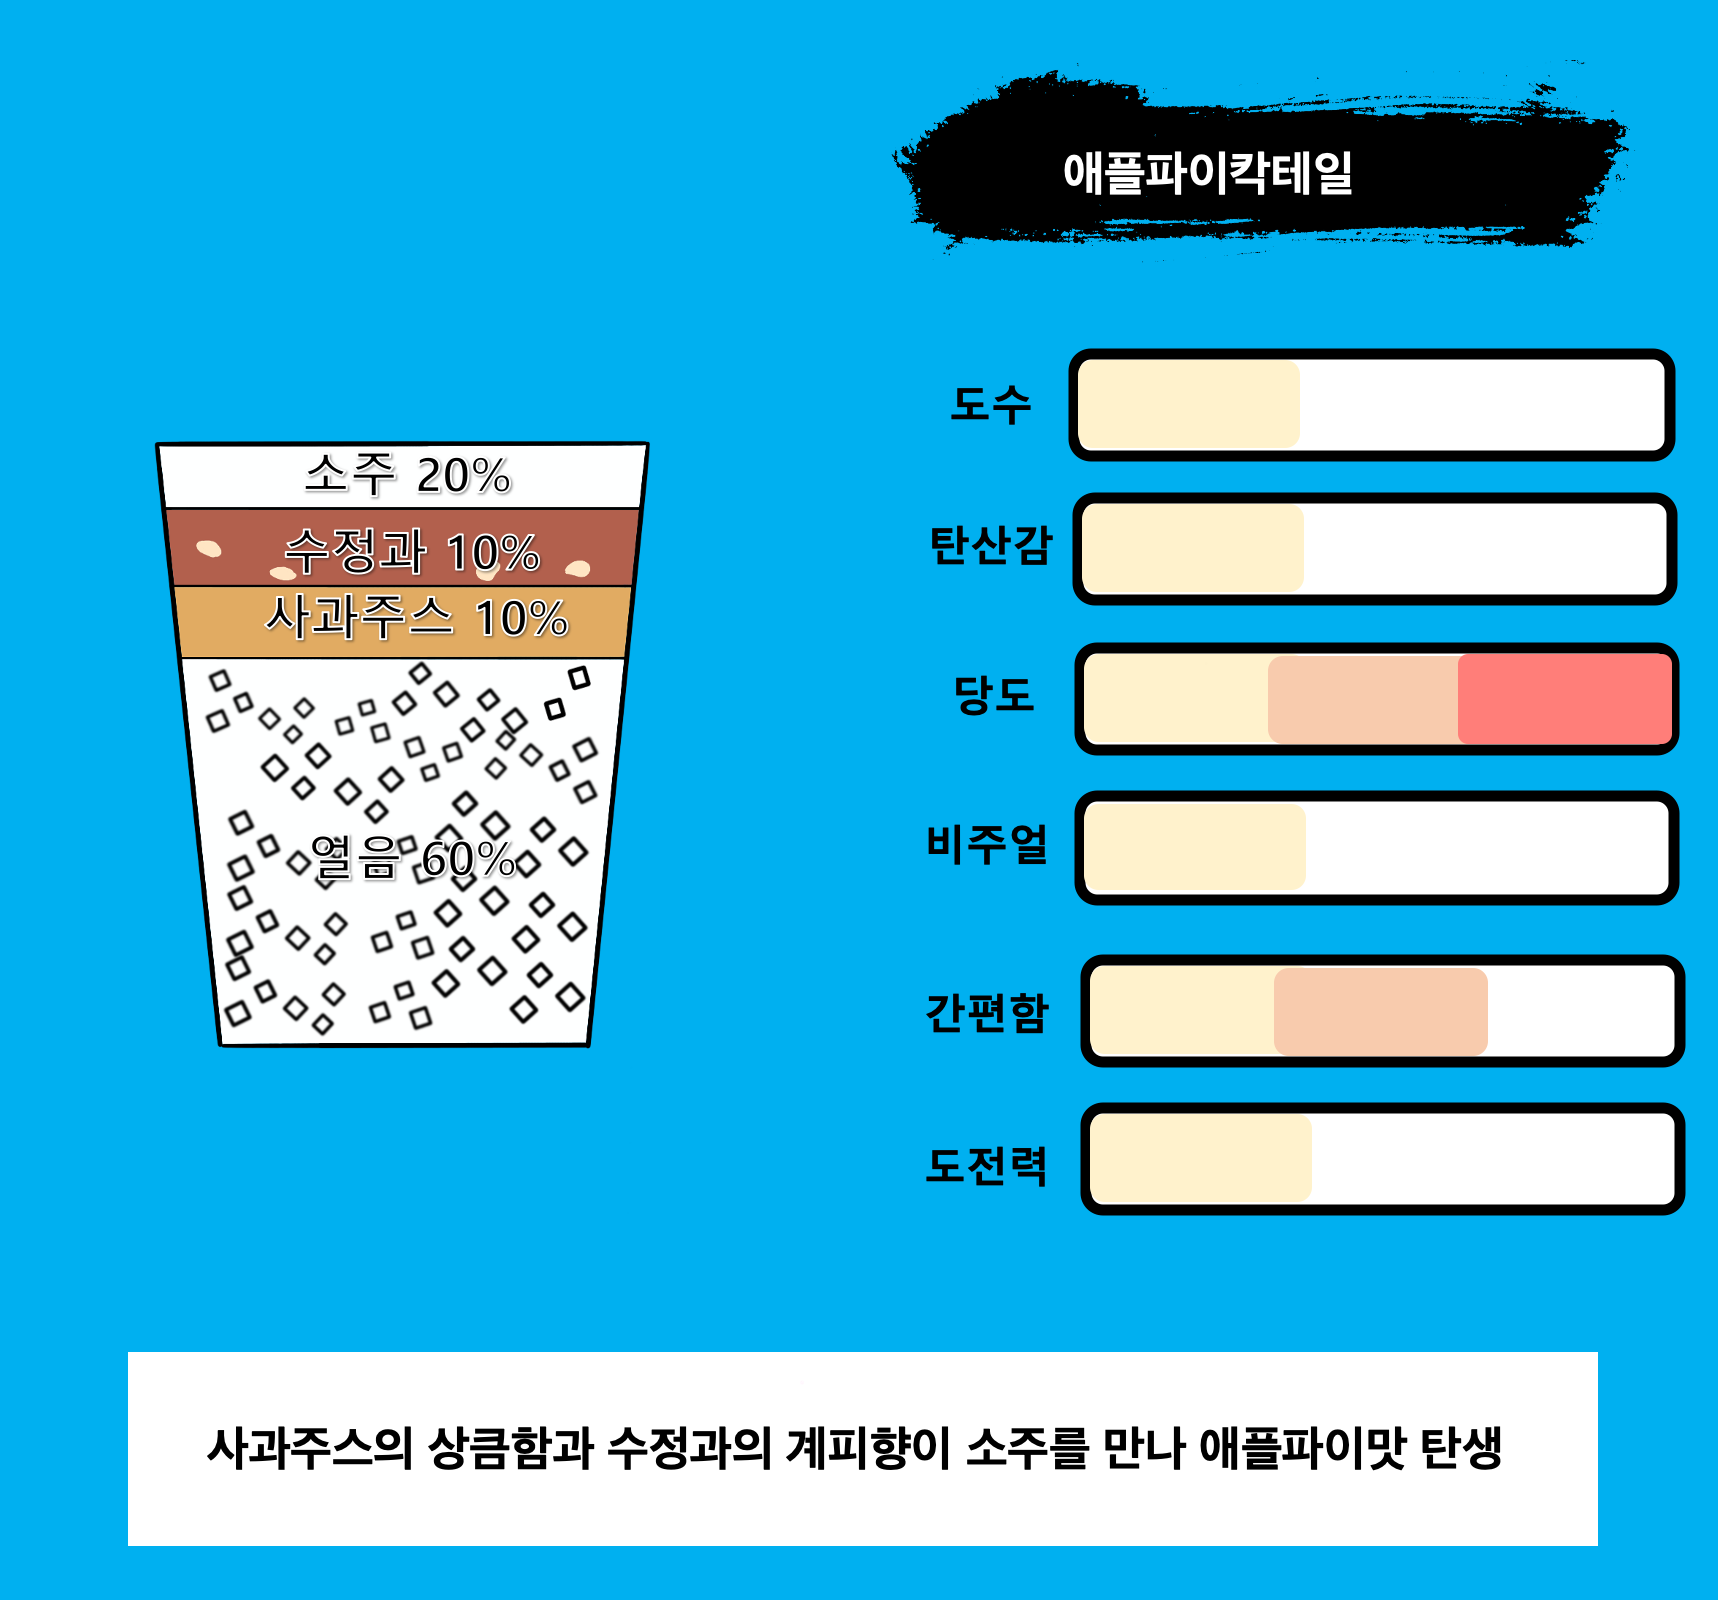 애플파이칵테일
소주 20%
수정과 10%
사과주스 10%
얼음 60%
도수
탄산감
당도
비주얼
간편함
도전력
사과주스의 상큼함과 수정과의 계피향이 소주를 만나 애플파이맛 탄생